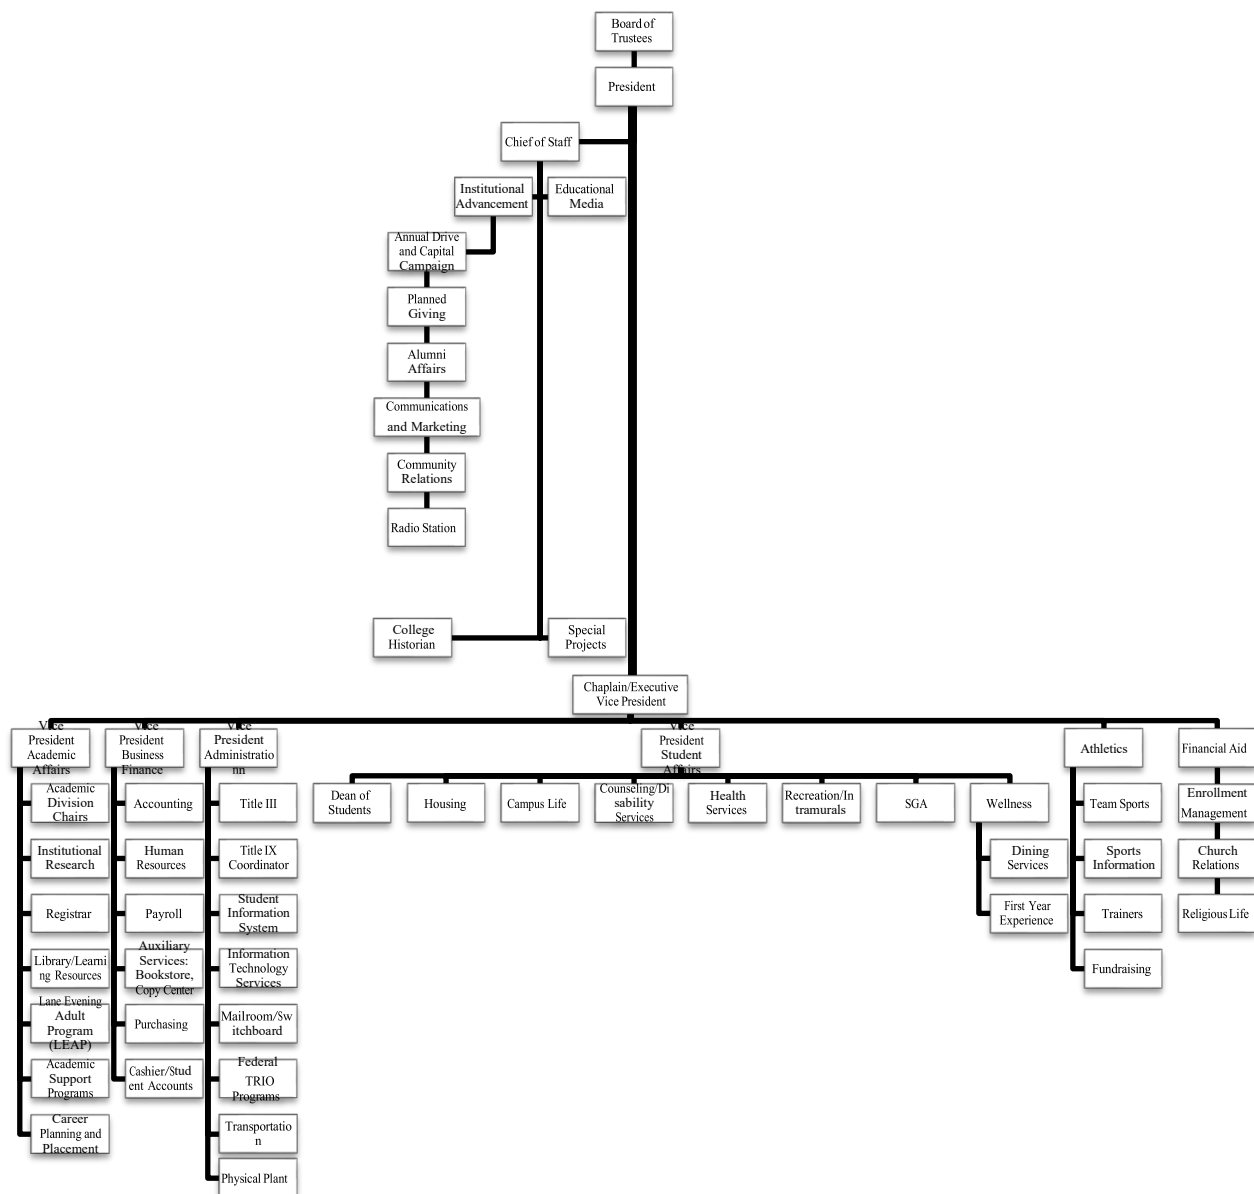 Board of
Trustees
President
Chief of Staff
Institutional
Advancement
Educational
Media
Annual Drive
and Capital
Campaign
Planned
Giving
Alumni
Affairs
Communications
and Marketing
Community
Relations
Radio Station
College
Historian
Special
Projects
Chaplain/Executive
Vice President
Vice
President
Academic
Affairs
Vice
President
Business
Finance
Vice
President
Administratio
nn
Vice
President
Student
Affairs
Athletics
Financial Aid
Academic
Division
Chairs
Institutional
Research
Registrar
Library/Learni
ng Resources
Lane Evening
Adult
Program
(LEAP)
Academic
Support
Programs
Career
Planning and
Placement
Accounting
Human
Resources
Payroll
Auxiliary
Services:
Bookstore,
Copy Center
Purchasing
Cashier/Stud
ent Accounts
Title III
Title IX
Coordinator
Student
Information
System
Information
Technology
Services
Mailroom/Sw
itchboard
Federal
TRIO
Programs
Transportatio
n
Physical Plant
Dean of
Students
Housing
Campus Life
Counseling/Di
sability
Services
Health
Services
Recreation/In
tramurals
SGA
Wellness
Dining
Services
First Year
Experience
Team Sports
Sports
Information
Trainers
Fundraising
Enrollment
Management
Church
Relations
Religious Life